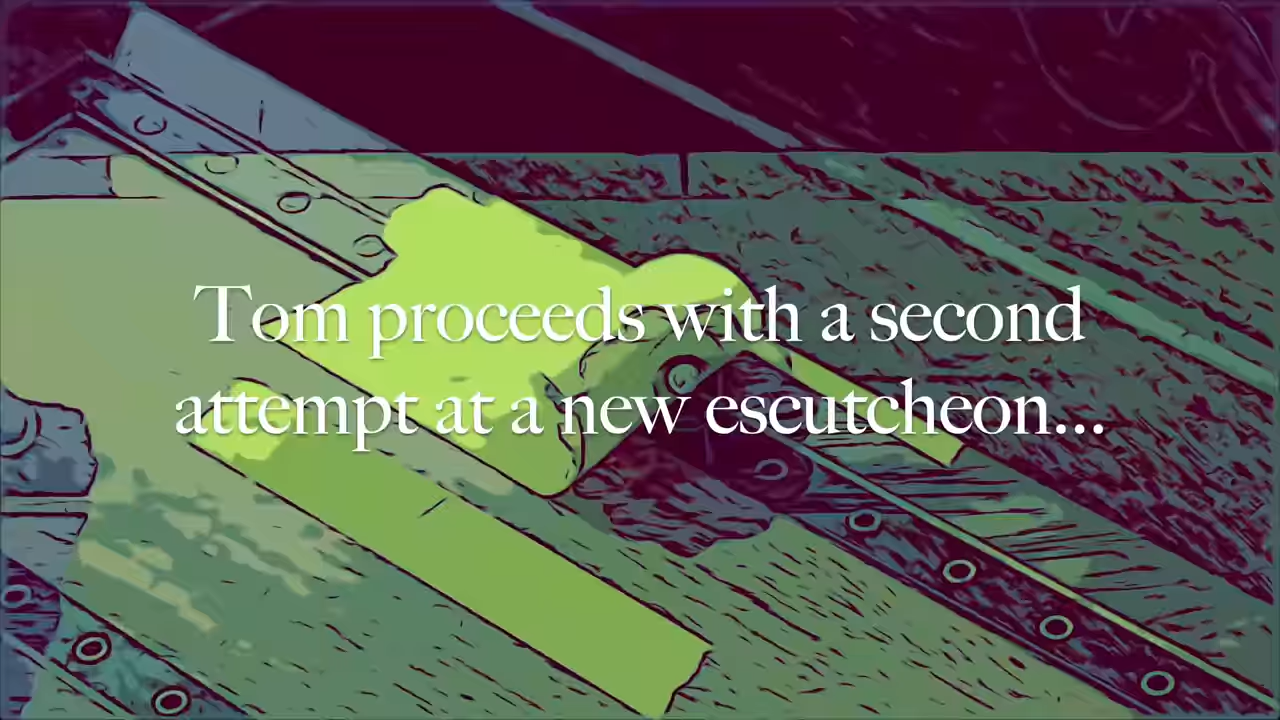 Tom proceeds with a second
attempt at a new escutcheon...